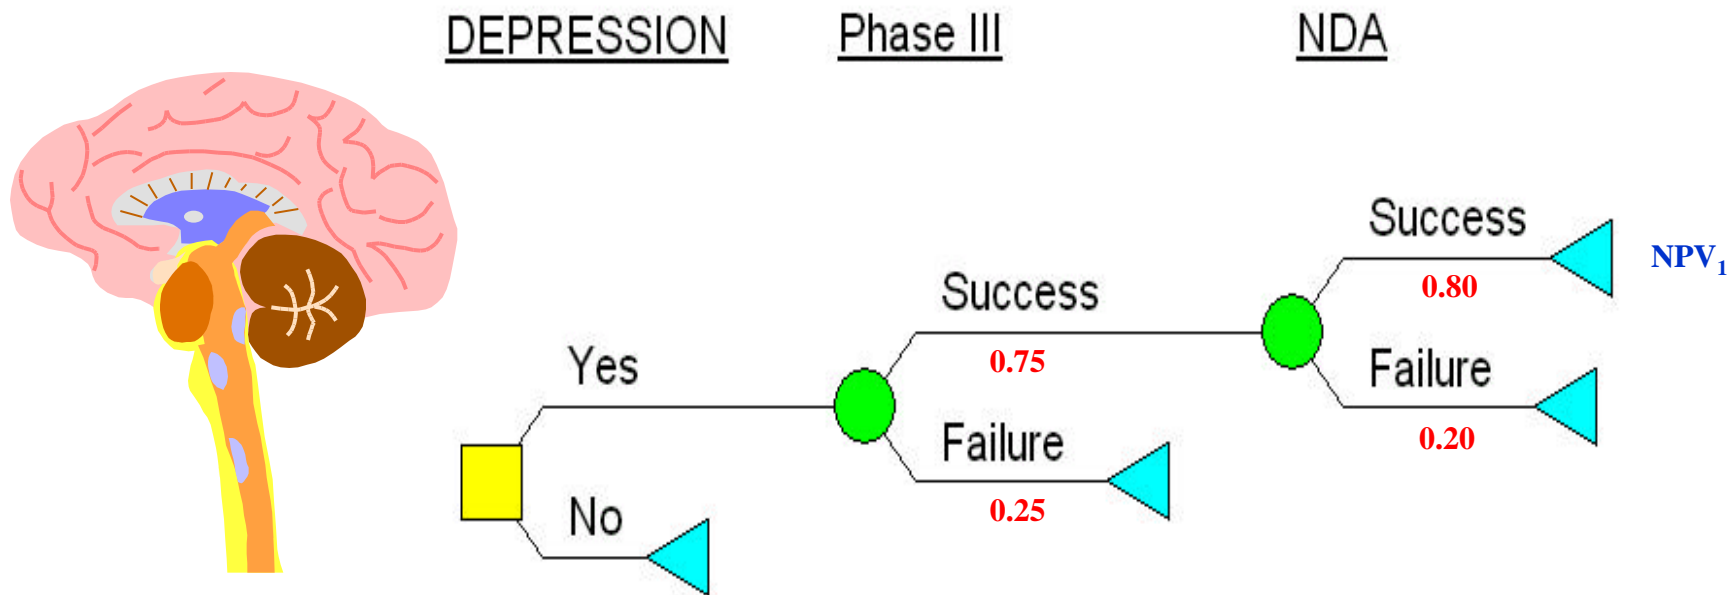 DEPRESSION Phase III NDA
Success
NPV1
0.80
Success
0.75
Yes
Failure
0.20
Failure
0.25
No